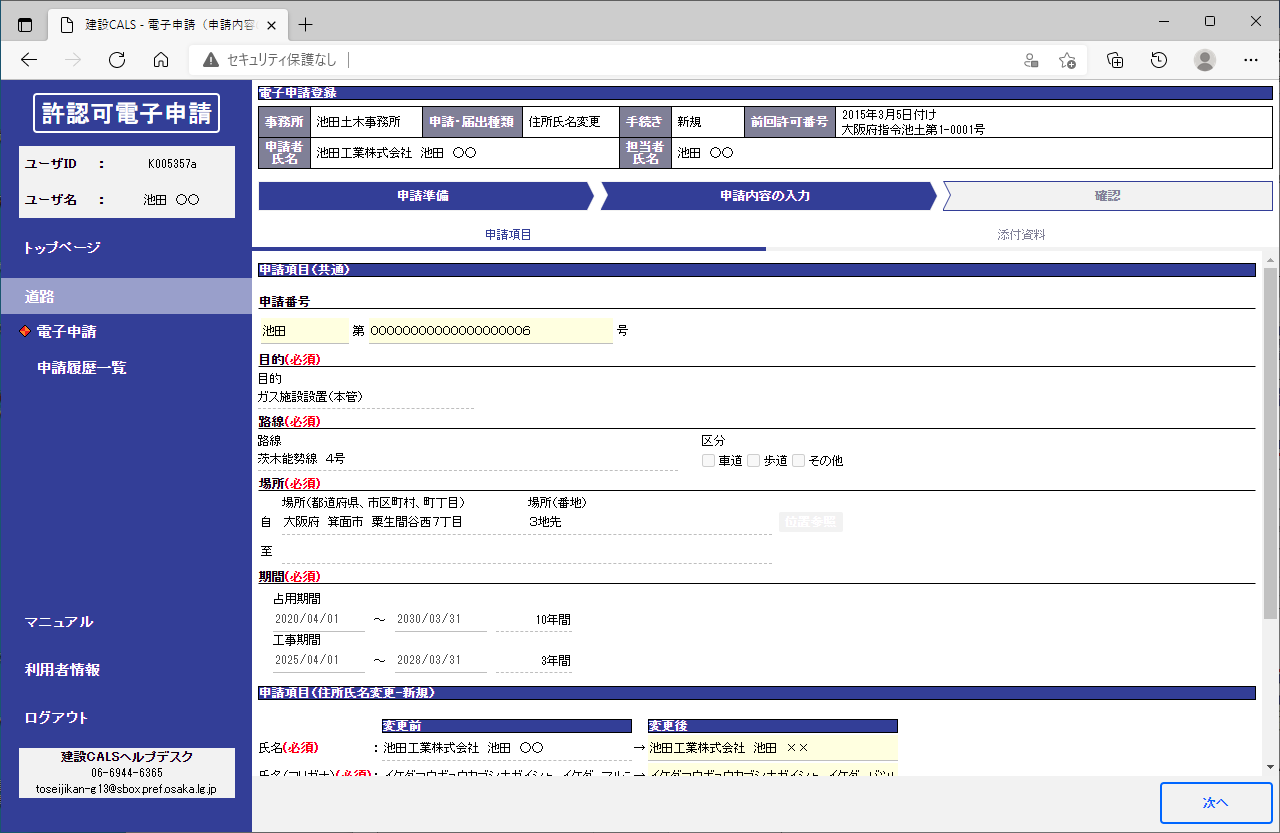 建設CALS - 電子申請（申請内容
セキュリティ保護なし
許認可電子申請
ユーザID ： K005357a
ユーザ名 ： 池田 〇〇
トップページ
道路
電子申請
申請履歴一覧
マニュアル
利用者情報
ログアウト
建設CALSヘルプデスク
06-6944-6365
toseijikan-g13@sbox.pref.osaka.lg.jp
電子申請登録
事務所 池田土木事務所 申請・届出種類 住所氏名変更 手続き 新規 前回許可番号 2015年3月5日付け
大阪府指令池土第1-0001号
申請者氏名 池田工業株式会社 池田 〇〇 担当者氏名 池田 〇〇
申請準備 申請内容の入力 確認
申請項目 添付資料
申請項目（共通）
申請番号
池田 第 00000000000000000006 号
目的(必須)
目的
ガス施設設置（本管）
路線(必須)
路線 区分
茨木能勢線 4号 車道 歩道 その他
場所(必須)
場所（都道府県、市区町村、町丁目） 場所（番地）
自 大阪府 箕面市 粟生間谷西７丁目 ３地先 位置参照
至
期間(必須)
占用期間
2020/04/01 ～ 2030/03/31 10年間
工事期間
2025/04/01 ～ 2028/03/31 3年間
申請項目（住所氏名変更-新規）
変更前 変更後
氏名(必須) ：池田工業株式会社 池田 〇〇 →池田工業株式会社 池田 ××
次へ